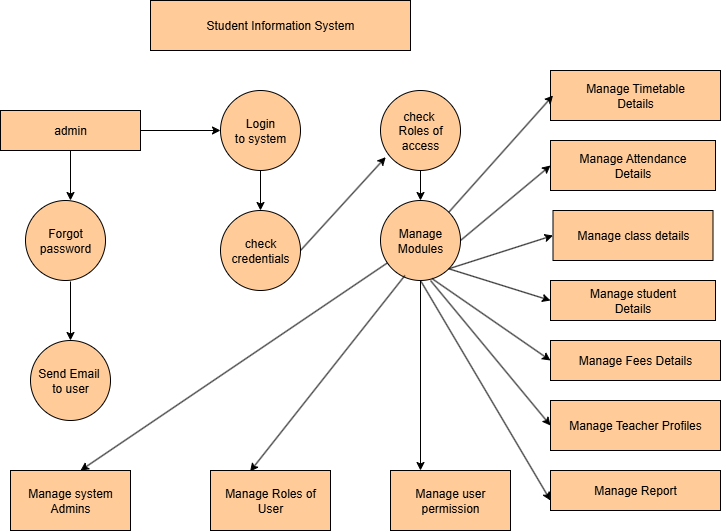 Student Information System
admin
Login
to system
check
Roles of
access
Manage Timetable
Details
Manage Attendance
Details
Forgot
password
check
credentials
Manage
Modules
Manage class details
Manage student
Details
Send Email
to user
Manage Fees Details
Manage Teacher Profiles
Manage system
Admins
Manage Roles of
User
Manage user
permission
Manage Report